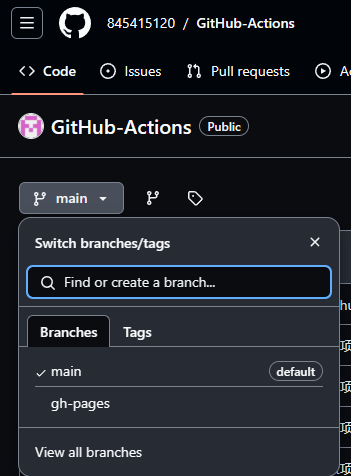 845415120 / GitHub-Actions
Code Issues Pull requests
GitHub-Actions Public
main
Switch branches/tags
Find or create a branch...
Branches Tags
main default
gh-pages
View all branches